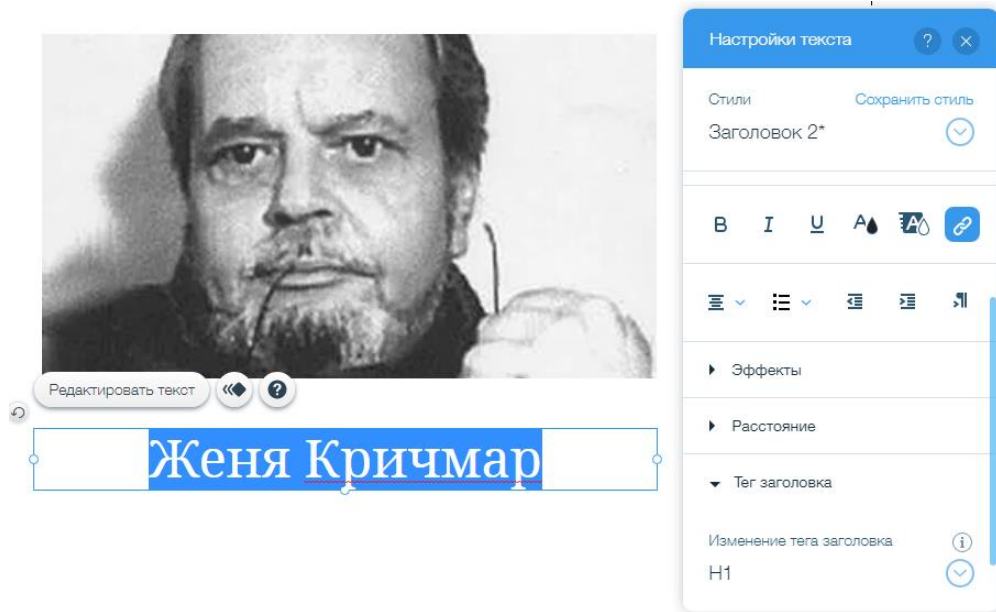 Настройки текста ?
Стили Сохранить стиль
Заголовок 2*
B I U A A
Эффекты
Редактировать текст ?
Расстояние
Женя Кричмар
Тег заголовка
Изменение тега заголовка i
H1